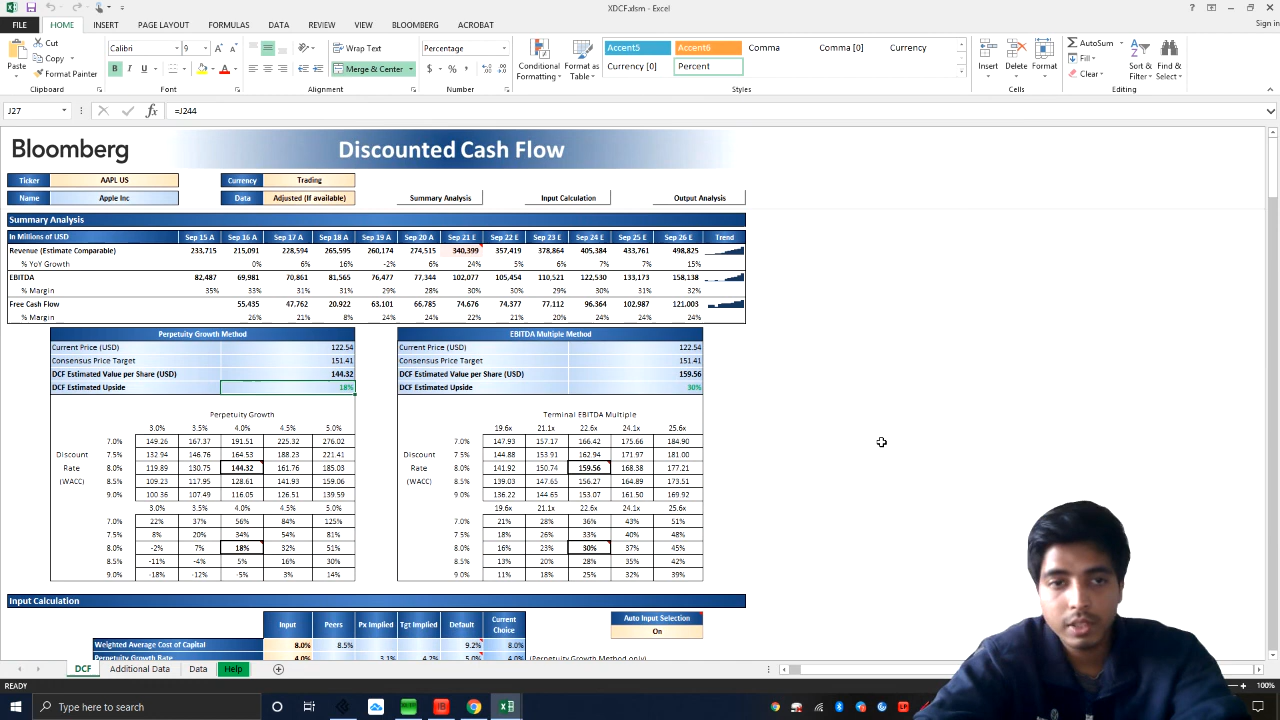 XDCF.xlsm - Excel
Sign in
FILE HOME INSERT PAGE LAYOUT FORMULAS DATA REVIEW VIEW BLOOMBERG ACROBAT
Paste Cut Copy Format Painter
Calibri 9 Wrap Text Percentage Accent5 Accent6 Comma Comma [0] Currency
B I U A Merge & Center $ % Currency [0] Percent
Conditional Formatting Format as Table Insert Delete Format AutoSum Fill Clear Sort & Filter Find & Select
Clipboard Font Alignment Number Styles Cells Editing
J27 =J244
Bloomberg Discounted Cash Flow
Ticker AAPL US Currency Trading
Name Apple Inc Data Adjusted (If available) Summary Analysis Input Calculation Output Analysis
Summary Analysis
In Millions of USD Sep 15 A Sep 16 A Sep 17 A Sep 18 A Sep 19 A Sep 20 A Sep 21 E Sep 22 E Sep 23 E Sep 24 E Sep 25 E Sep 26 E Trend
Revenue (Estimate Comparable) 233,715 215,091 228,594 265,595 260,174 274,515 340,399 357,419 378,864 405,384 433,761 498,825
% YoY Growth 0% 6% 16% -2% 6% 24% 5% 6% 7% 7% 15%
EBITDA 82,487 69,981 70,861 81,565 76,477 77,344 102,077 105,454 110,521 122,530 133,173 158,138
% Margin 35% 33% 31% 31% 29% 28% 30% 30% 29% 30% 31% 32%
Free Cash Flow 55,435 47,762 20,922 63,101 66,785 74,676 74,377 77,112 96,364 102,987 121,003
% Margin 26% 21% 8% 24% 24% 22% 21% 20% 24% 24% 24%
Perpetuity Growth Method EBITDA Multiple Method
Current Price (USD) 122.54 Current Price (USD) 122.54
Consensus Price Target 151.41 Consensus Price Target 151.41
DCF Estimated Value per Share (USD) 144.32 DCF Estimated Value per Share (USD) 159.56
DCF Estimated Upside 18% DCF Estimated Upside 30%
Perpetuity Growth Terminal EBITDA Multiple
3.0% 3.5% 4.0% 4.5% 5.0% 19.6x 21.1x 22.6x 24.1x 25.6x
7.0% 149.26 167.37 191.51 225.32 276.02 7.0% 147.93 157.17 166.42 175.66 184.90
Discount 7.5% 132.94 146.76 164.53 188.23 221.41 Discount 7.5% 144.88 153.91 162.94 171.97 181.00
Rate 8.0% 119.89 130.75 144.32 161.76 185.03 Rate 8.0% 141.92 150.74 159.56 168.38 177.21
(WACC) 8.5% 109.23 117.95 128.61 141.93 159.06 (WACC) 8.5% 139.03 147.65 156.27 164.89 173.51
9.0% 100.36 107.49 116.05 126.51 139.59 9.0% 136.22 144.65 153.07 161.50 169.92
3.0% 3.5% 4.0% 4.5% 5.0% 19.6x 21.1x 22.6x 24.1x 25.6x
7.0% 22% 37% 56% 84% 125% 7.0% 21% 28% 36% 43% 51%
7.5% 8% 20% 34% 54% 81% 7.5% 18% 26% 33% 40% 48%
8.0% -2% 7% 18% 32% 51% 8.0% 16% 23% 30% 37% 45%
8.5% -11% -4% 5% 16% 30% 8.5% 13% 20% 28% 35% 42%
9.0% -18% -12% -5% 3% 14% 9.0% 11% 18% 25% 32% 39%
Input Calculation
Input Peers Px Implied Tgt Implied Default Current Choice Auto Input Selection
On
Weighted Average Cost of Capital 8.0% 8.5% 9.2% 8.0%
Perpetuity Growth Rate 4.0% 3.1% 4.2% 5.0% 4.0% (Perpetuity Growth Method only)
DCF Additional Data Data Help
READY 100%
Type here to search